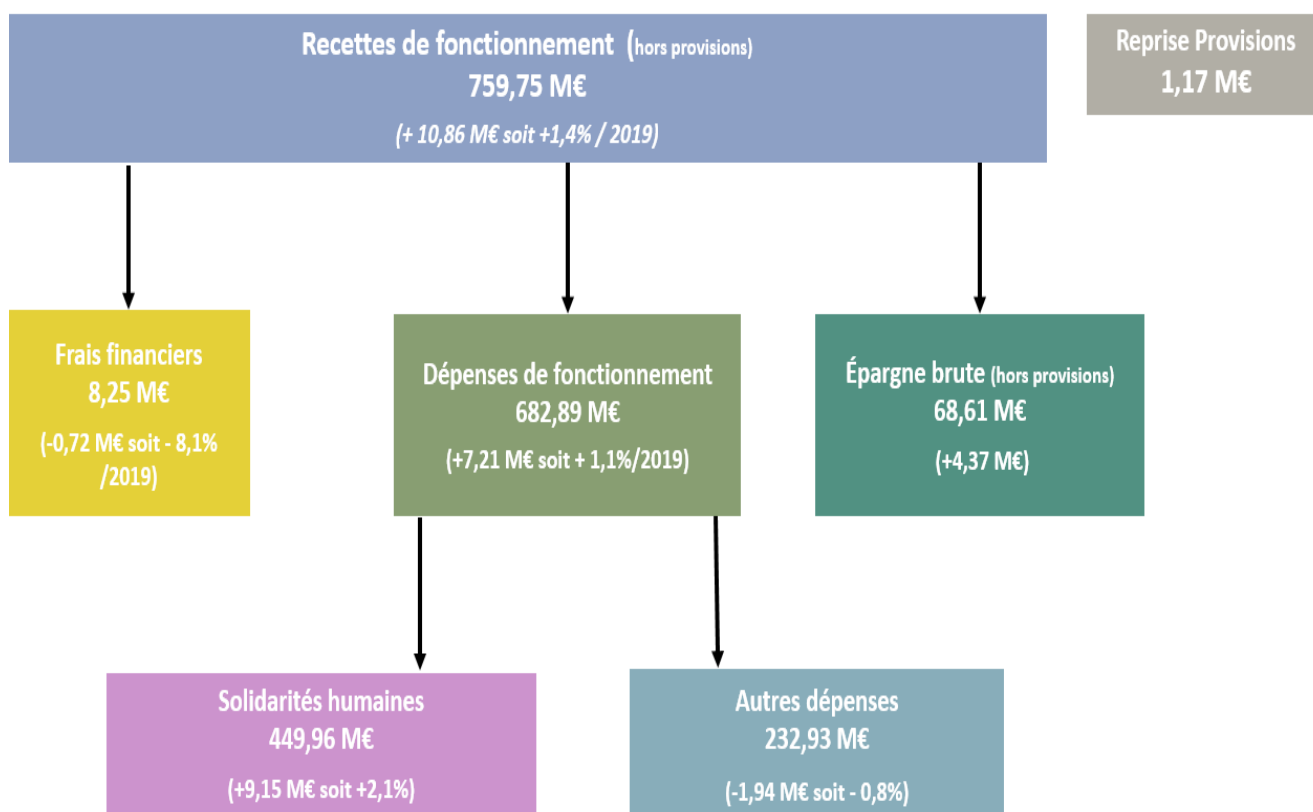 Recettes de fonctionnement (hors provisions)
759,75 M€
(+ 10,86 M€ soit +1,4% / 2019)
Reprise Provisions
1,17 M€
Frais financiers
8,25 M€
(-0,72 M€ soit - 8,1%
/2019)
Dépenses de fonctionnement
682,89 M€
(+7,21 M€ soit + 1,1%/2019)
Épargne brute (hors provisions)
68,61 M€
(+4,37 M€)
Solidarités humaines
449,96 M€
(+9,15 M€ soit +2,1%)
Autres dépenses
232,93 M€
(-1,94 M€ soit - 0,8%)